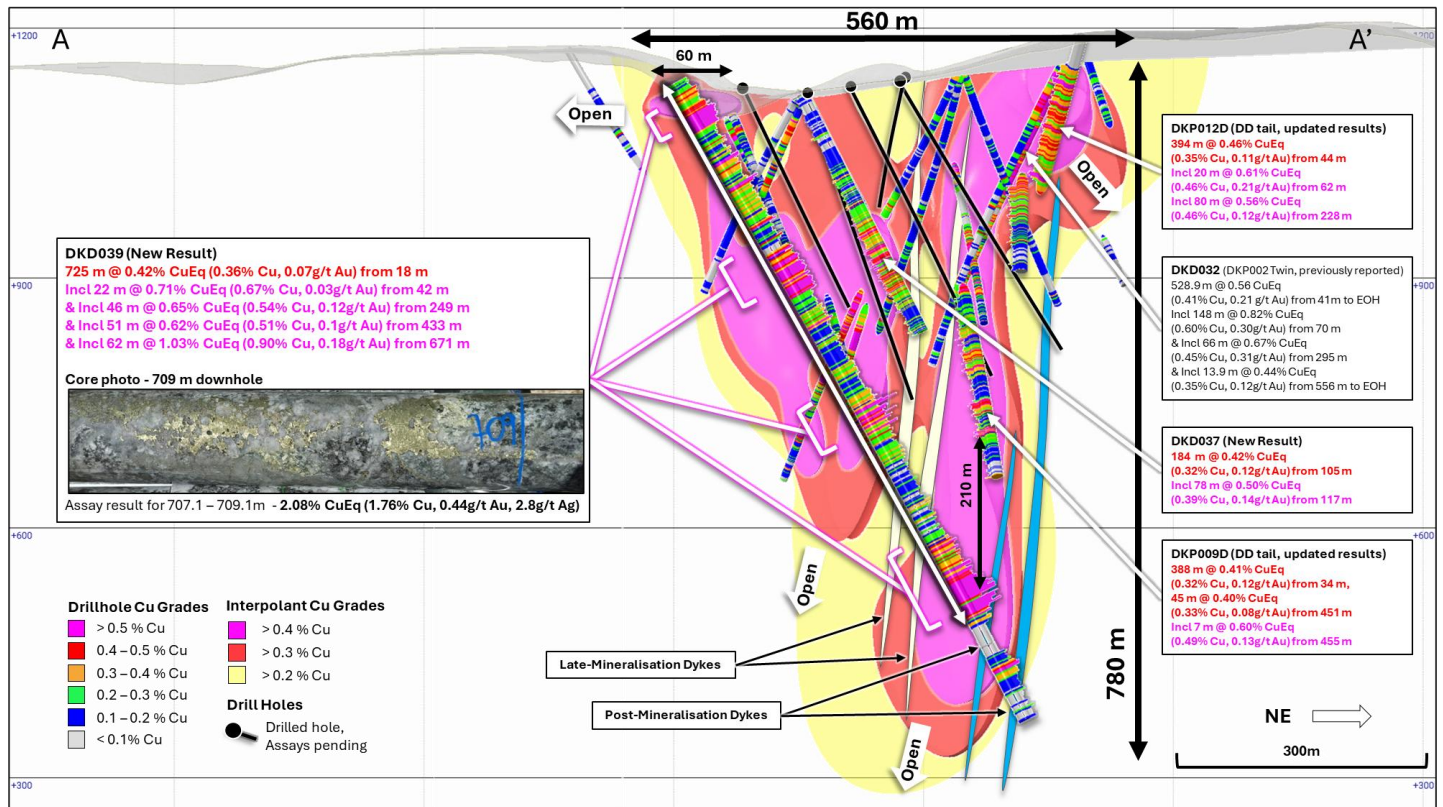 560 m
+1200
A
A'
+200
60 m
Open
DKP012D (DD tail, updated results)
394 m @ 0.46% CuEq
(0.35% Cu, 0.11g/t Au) from 44 m
Incl 20 m @ 0.61% CuEq
(0.46% Cu, 0.21g/t Au) from 62 m
Incl 80 m @ 0.56% CuEq
(0.46% Cu, 0.12g/t Au) from 228 m
Open
DKD039 (New Result)
725 m @ 0.42% CuEq (0.36% Cu, 0.07g/t Au) from 18 m
Incl 22 m @ 0.71% CuEq (0.67% Cu, 0.03g/t Au) from 42 m
& Incl 46 m @ 0.65% CuEq (0.54% Cu, 0.12g/t Au) from 249 m
& Incl 51 m @ 0.62% CuEq (0.51% Cu, 0.1g/t Au) from 433 m
& Incl 62 m @ 1.03% CuEq (0.90% Cu, 0.18g/t Au) from 671 m
Core photo - 709 m downhole
709
Assay result for 707.1 – 709.1m - 2.08% CuEq (1.76% Cu, 0.44g/t Au, 2.8g/t Ag)
+900
+900
DKD032 (DKP002 Twin, previously reported)
528.9 m @ 0.56 CuEq
(0.41% Cu, 0.21 g/t Au) from 41m to EOH
Incl 148 m @ 0.82% CuEq
(0.60% Cu, 0.30g/t Au) from 70 m
& Incl 66 m @ 0.67% CuEq
(0.45% Cu, 0.31g/t Au) from 295 m
& Incl 13.9 m @ 0.44% CuEq
(0.35% Cu, 0.12g/t Au) from 556 m to EOH
DKD037 (New Result)
184 m @ 0.42% CuEq
(0.32% Cu, 0.12g/t Au) from 105 m
Incl 78 m @ 0.50% CuEq
(0.39% Cu, 0.14g/t Au) from 117 m
210 m
+600
+600
DKP009D (DD tail, updated results)
388 m @ 0.41% CuEq
(0.32% Cu, 0.12g/t Au) from 34 m,
45 m @ 0.40% CuEq
(0.33% Cu, 0.08g/t Au) from 451 m
Incl 7 m @ 0.60% CuEq
(0.49% Cu, 0.13g/t Au) from 455 m
Open
780 m
Drillhole Cu Grades
> 0.5 % Cu
0.4 – 0.5 % Cu
0.3 – 0.4 % Cu
0.2 – 0.3 % Cu
0.1 – 0.2 % Cu
< 0.1% Cu
Interpolant Cu Grades
> 0.4 % Cu
> 0.3 % Cu
> 0.2 % Cu
Drill Holes
Drilled hole,
Assays pending
Late-Mineralisation Dykes
Post-Mineralisation Dykes
Open
NE
300m
+300
+300